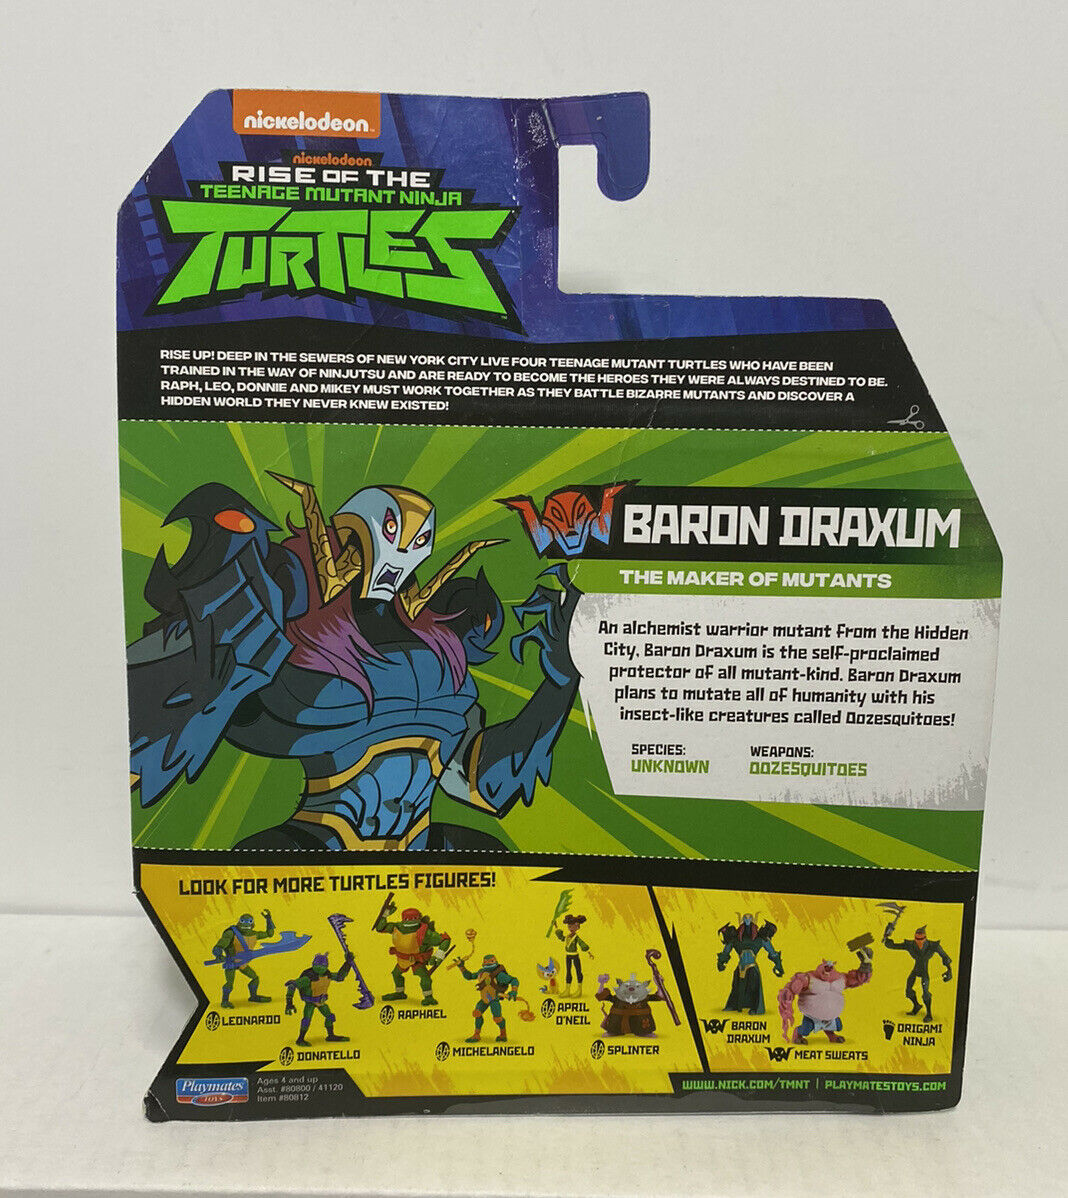 nickelodeon
nickelodeon
RISE OF THE
TEENAGE MUTANT NINJA
TURTLES
RISE UP! DEEP IN THE SEWERS OF NEW YORK CITY LIVE FOUR TEENAGE MUTANT TURTLES WHO HAVE BEEN
TRAINED IN THE WAY OF NINJUTSU AND ARE READY TO BECOME THE HEROES THEY WERE ALWAYS DESTINED TO BE.
RAPH, LEO, DONNIE AND MIKEY MUST WORK TOGETHER AS THEY BATTLE BIZARRE MUTANTS AND DISCOVER A
HIDDEN WORLD THEY NEVER KNEW EXISTED!
BARON DRAXUM
THE MAKER OF MUTANTS
An alchemist warrior mutant from the Hidden
City, Baron Draxum is the self-proclaimed
protector of all mutant-kind. Baron Draxum
plans to mutate all of humanity with his
insect-like creatures called Oozesquitoes!
SPECIES:
UNKNOWN
WEAPONS:
OOZESQUITOES
LOOK FOR MORE TURTLES FIGURES!
LEONARDO
DONATELLO
RAPHAEL
MICHELANGELO
APRIL
O'NEIL
SPLINTER
BARON
DRAXUM
MEAT SWEATS
ORIGAMI
NINJA
Playmates
TOYS
Ages 4 and up
Asst. #80800 / 41120
Item #80812
WWW.NICK.COM/TMNT | PLAYMATESTOYS.COM